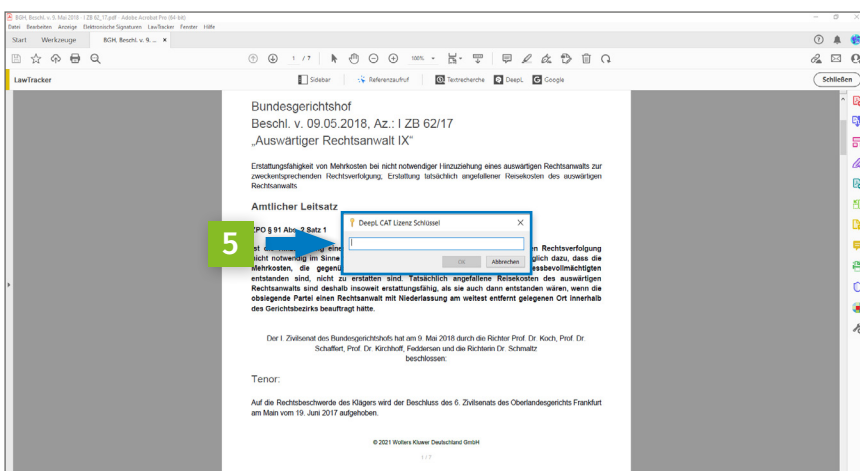 BGH, Beschl. v. 9. Mai 2018 - I ZB 62_17.pdf - Adobe Acrobat Pro (64-bit)
Datei Bearbeiten Anzeige Elektronische Signaturen LawTracker Fenster Hilfe
Start Werkzeuge BGH, Beschl. v. 9. ... ×
1 / 7 100%
LawTracker Sidebar Referenzaufruf Textrecherche DeepL Google Schließen
Bundesgerichtshof
Beschl. v. 09.05.2018, Az.: I ZB 62/17
„Auswärtiger Rechtsanwalt IX“
Erstattungsfähigkeit von Mehrkosten bei nicht notwendiger Hinzuziehung eines auswärtigen Rechtsanwalts zur
zweckentsprechenden Rechtsverfolgung, Erstattung tatsächlich angefallener Reisekosten des auswärtigen
Rechtsanwalts
Amtlicher Leitsatz
DeepL CAT Lizenz Schlüssel
ZPO § 91 Abs. 2 Satz 1
5
OK Abbrechen
ist die eine en Rechtsverfolgung
nicht notwendig im Sinne glich dazu, dass die
Mehrkosten, die gegenü essbevollmächtigten
entstanden sind, nicht zu erstatten sind. Tatsächlich angefallene Reisekosten des auswärtigen
Rechtsanwalts sind deshalb insoweit erstattungsfähig, als sie auch dann entstanden wären, wenn die
obsiegende Partei einen Rechtsanwalt mit Niederlassung am weitest entfernt gelegenen Ort innerhalb
des Gerichtsbezirks beauftragt hätte.
Der I. Zivilsenat des Bundesgerichtshofs hat am 9. Mai 2018 durch die Richter Prof. Dr. Koch, Prof. Dr.
Schaffert, Prof. Dr. Kirchhoff, Feddersen und die Richterin Dr. Schmaltz
beschlossen:
Tenor:
Auf die Rechtsbeschwerde des Klägers wird der Beschluss des 6. Zivilsenats des Oberlandesgerichts Frankfurt
am Main vom 19. Juni 2017 aufgehoben.
© 2021 Wolters Kluwer Deutschland GmbH
1 / 7